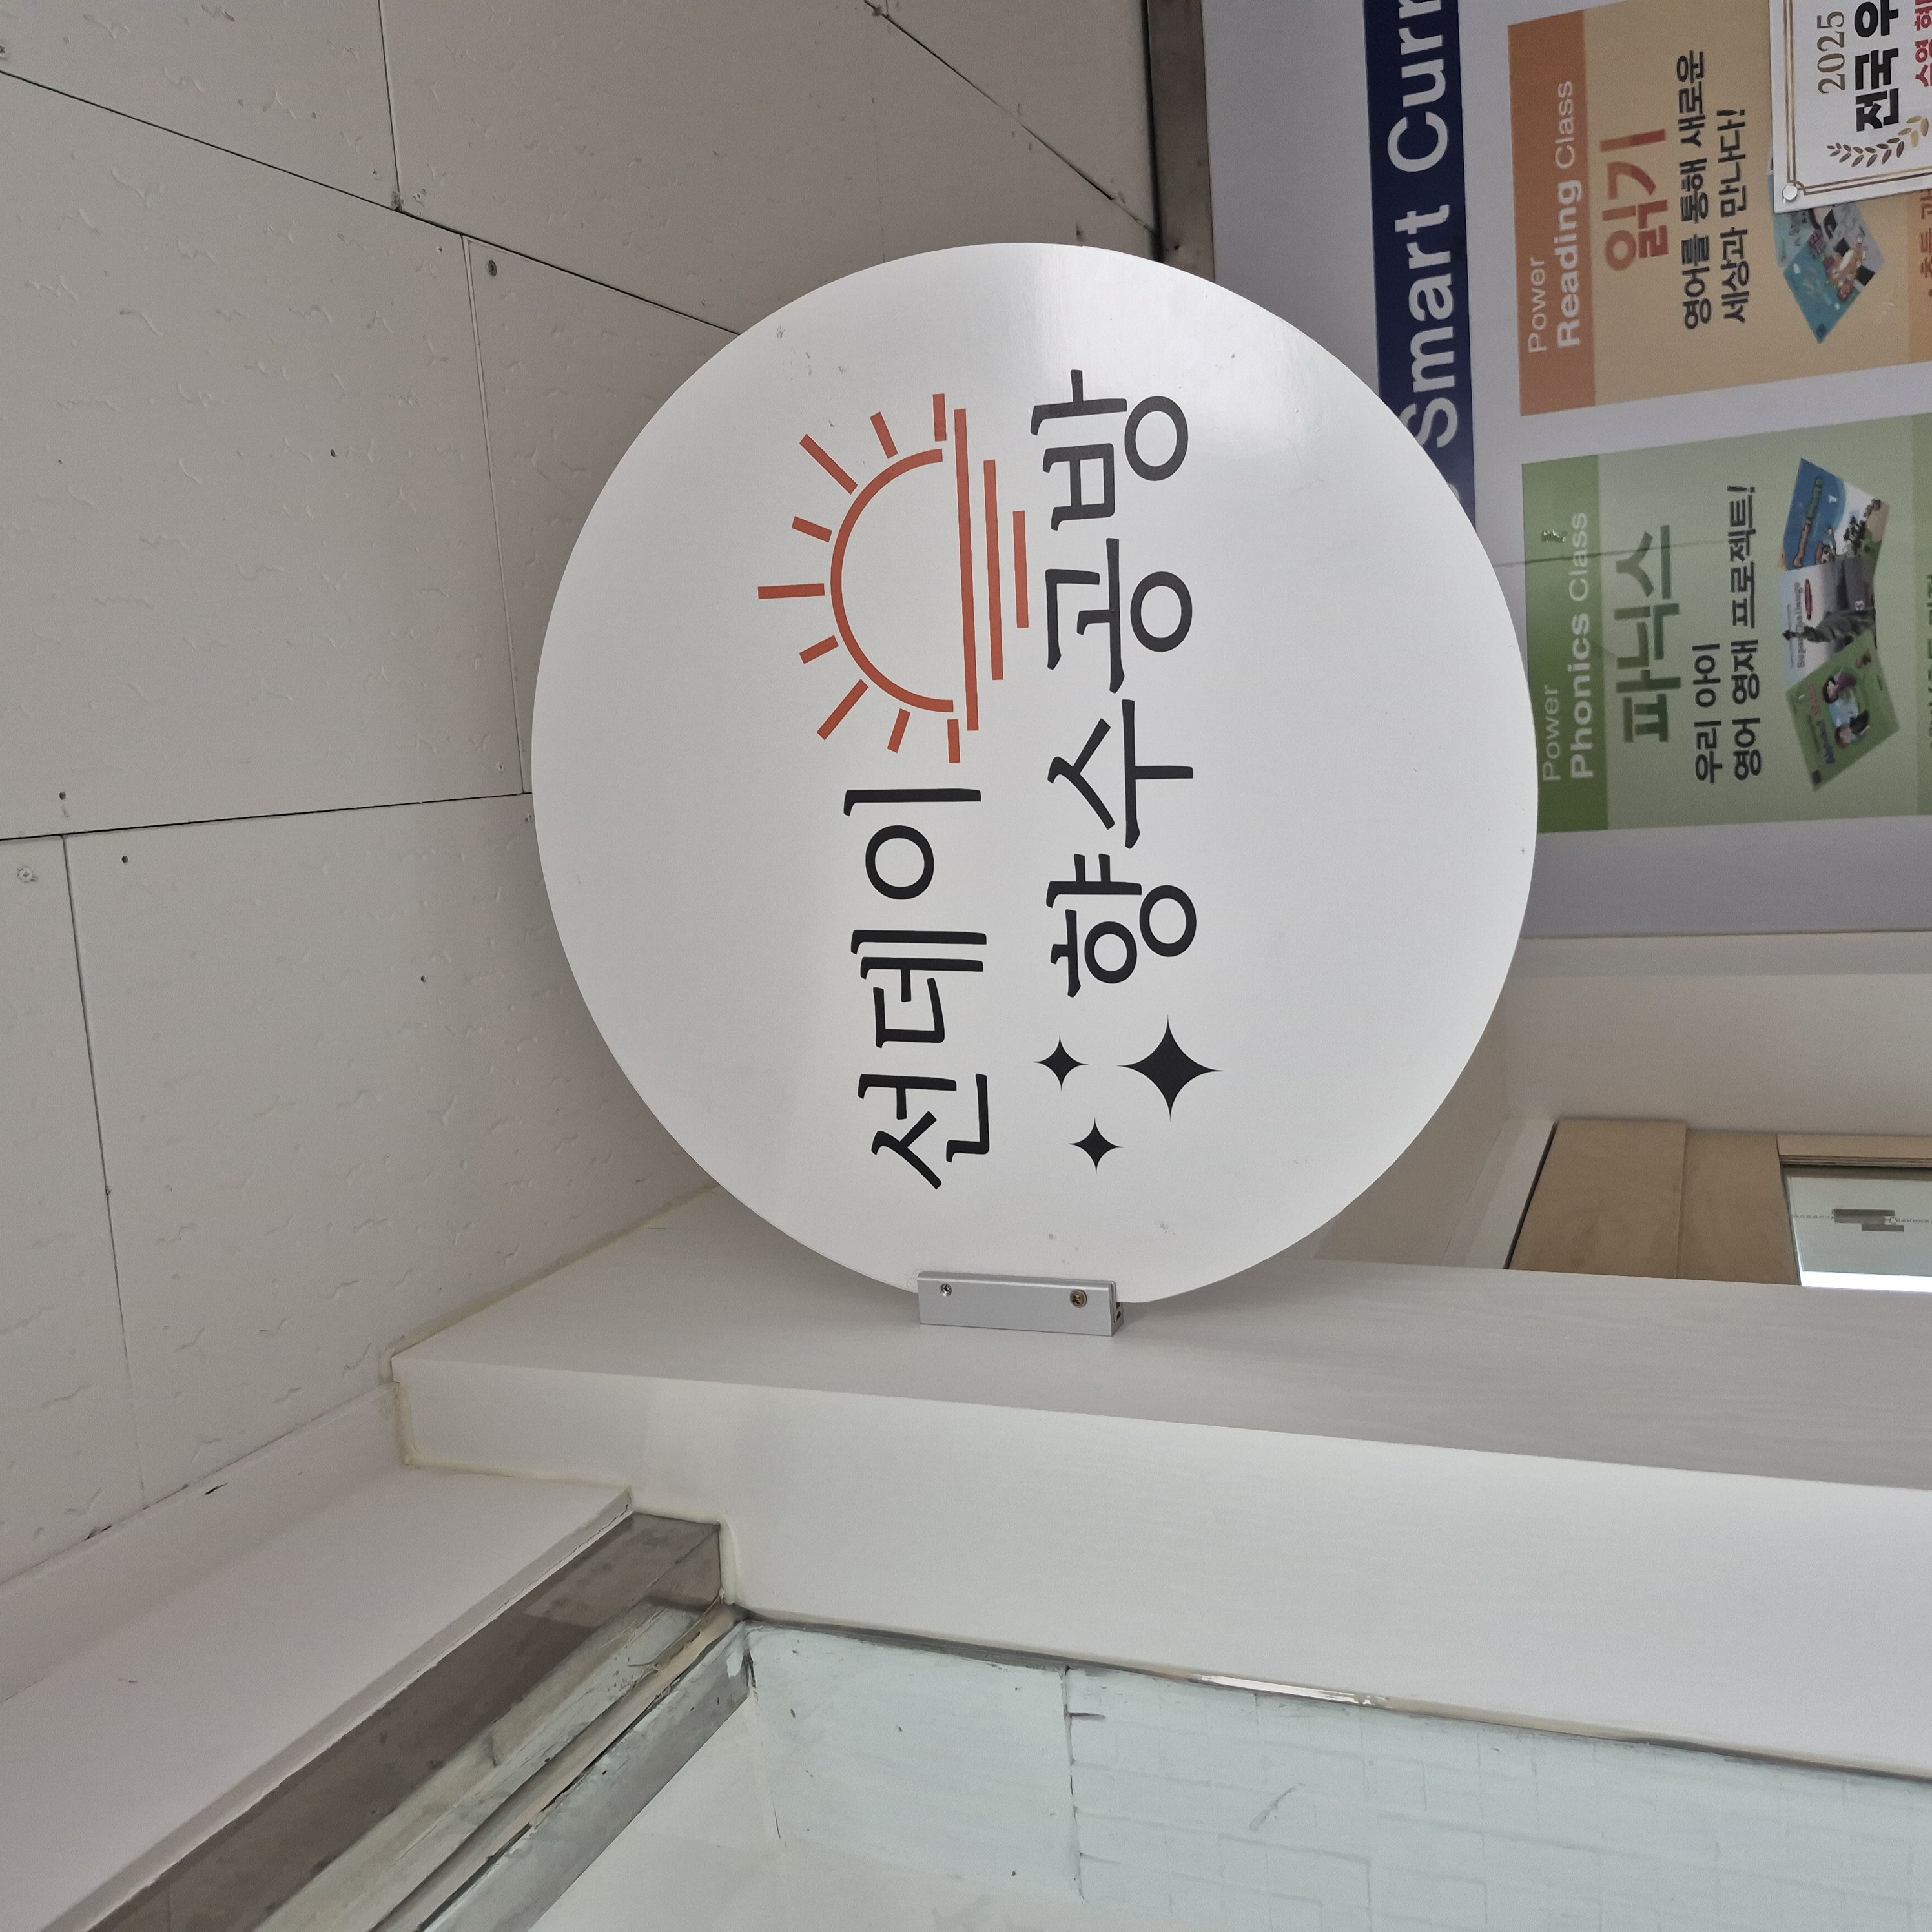 선데이
향수공방
Smart Curr
Power
Phonics Class
파닉스
우리 아이
영어 영재 프로젝트!
Power
Reading Class
읽기
영어를 통해 새로운
세상과 만나다!
2025
전국 우